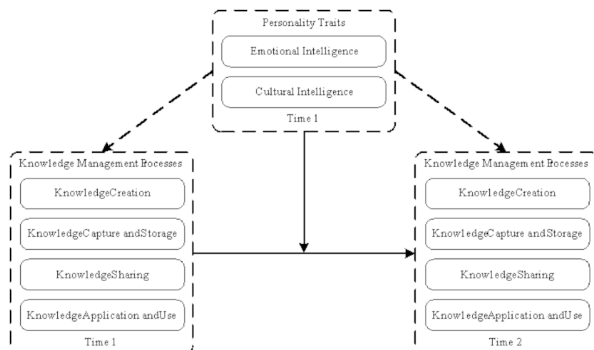 Personality Traits
Emotional Intelligence
Cultural Intelligence
Time 1
Knowledge Management Processes
KnowledgeCreation
KnowledgeCapture andStorage
KnowledgeSharing
KnowledgeApplication andUse
Time 1
Knowledge Management Processes
KnowledgeCreation
KnowledgeCapture andStorage
KnowledgeSharing
KnowledgeApplication andUse
Time 2